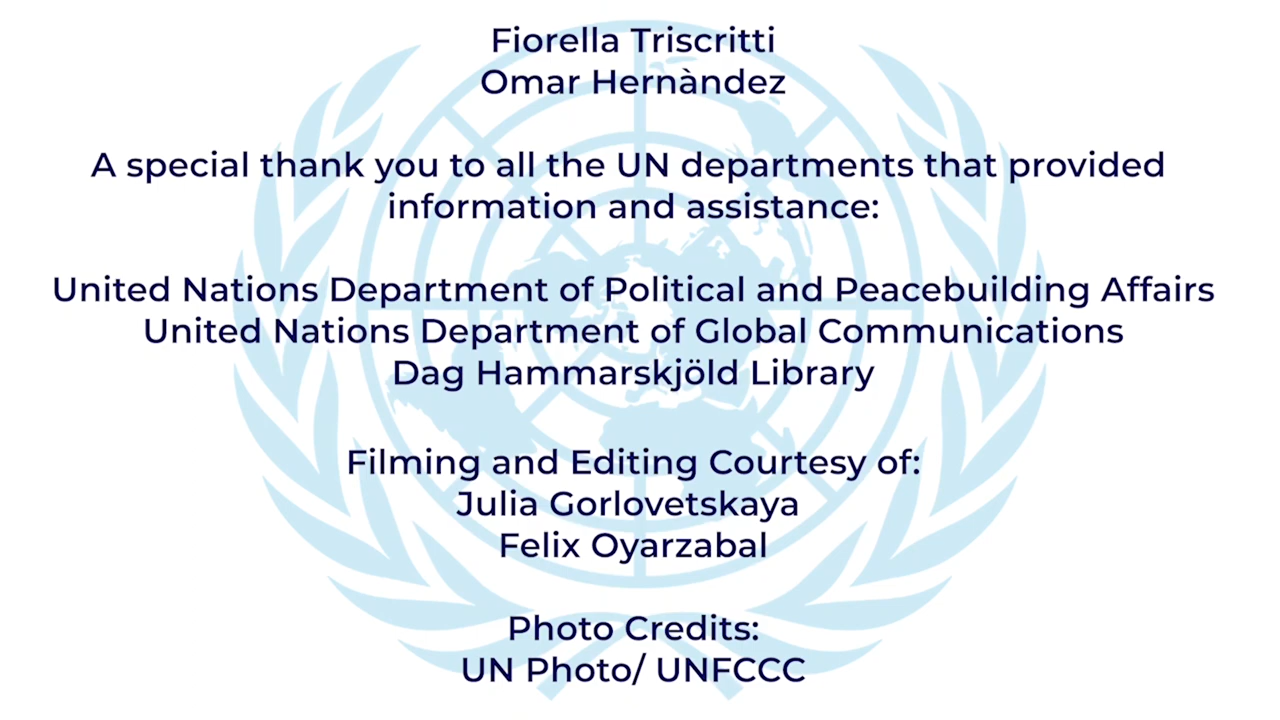 Fiorella Triscritti
Omar Hernàndez
A special thank you to all the UN departments that provided
information and assistance:
United Nations Department of Political and Peacebuilding Affairs
United Nations Department of Global Communications
Dag Hammarskjöld Library
Filming and Editing Courtesy of:
Julia Gorlovetskaya
Felix Oyarzabal
Photo Credits:
UN Photo/ UNFCCC